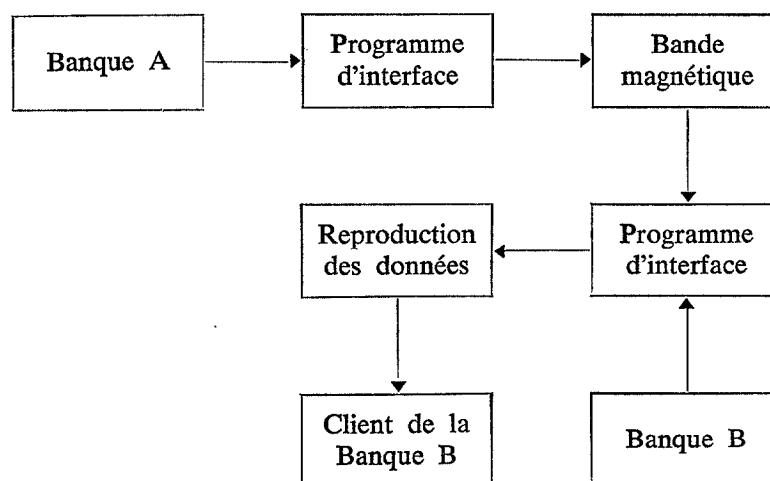 Banque A
Programme
d'interface
Bande
magnétique
Reproduction
des données
Programme
d'interface
Client de la
Banque B
Banque B